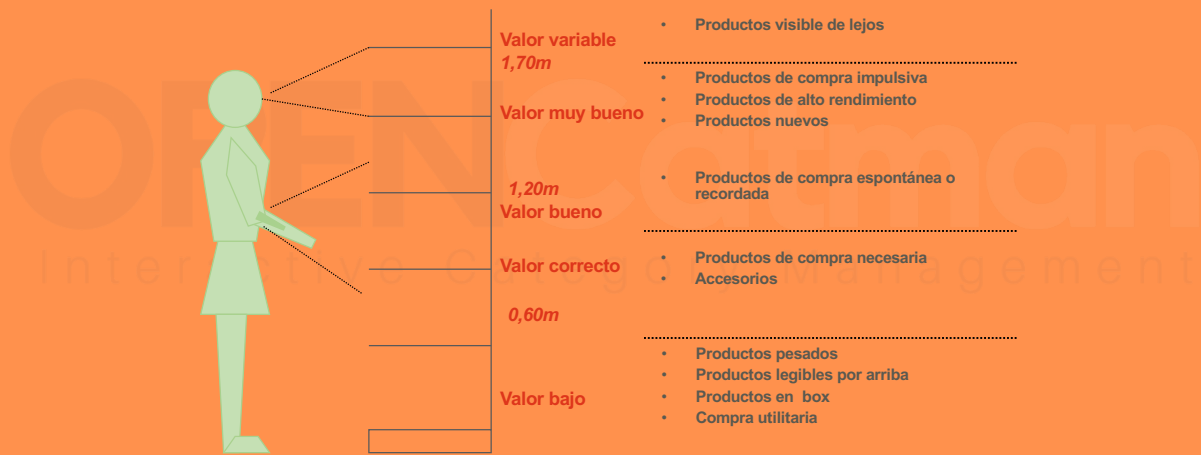 OPENCatman
Interactive Category Management
Valor variable
1,70m
Valor muy bueno
1,20m
Valor bueno
Valor correcto
0,60m
Valor bajo
• Productos visible de lejos
• Productos de compra impulsiva
• Productos de alto rendimiento
• Productos nuevos
• Productos de compra espontánea o
recordada
• Productos de compra necesaria
• Accesorios
• Productos pesados
• Productos legibles por arriba
• Productos en box
• Compra utilitaria